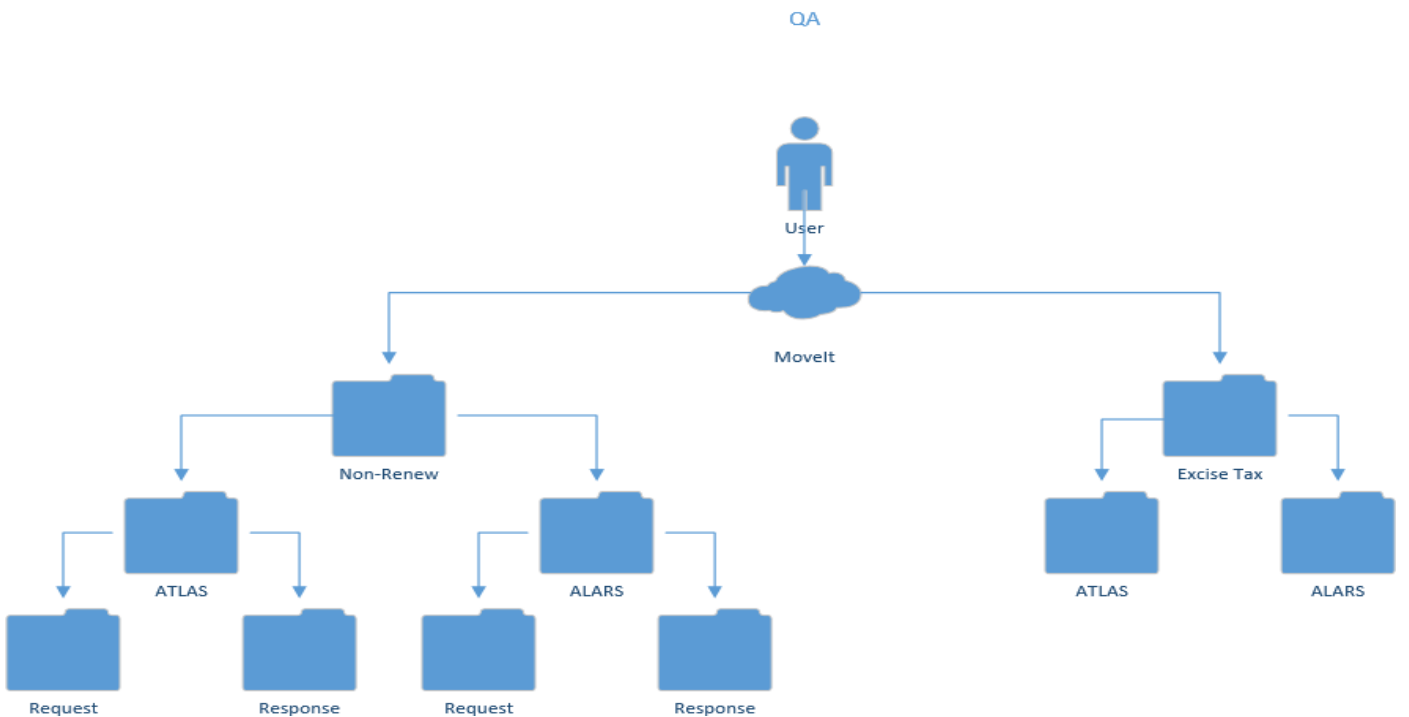 QA
User
MoveIt
Non-Renew
Excise Tax
ATLAS
ALARS
ATLAS
ALARS
Request
Response
Request
Response